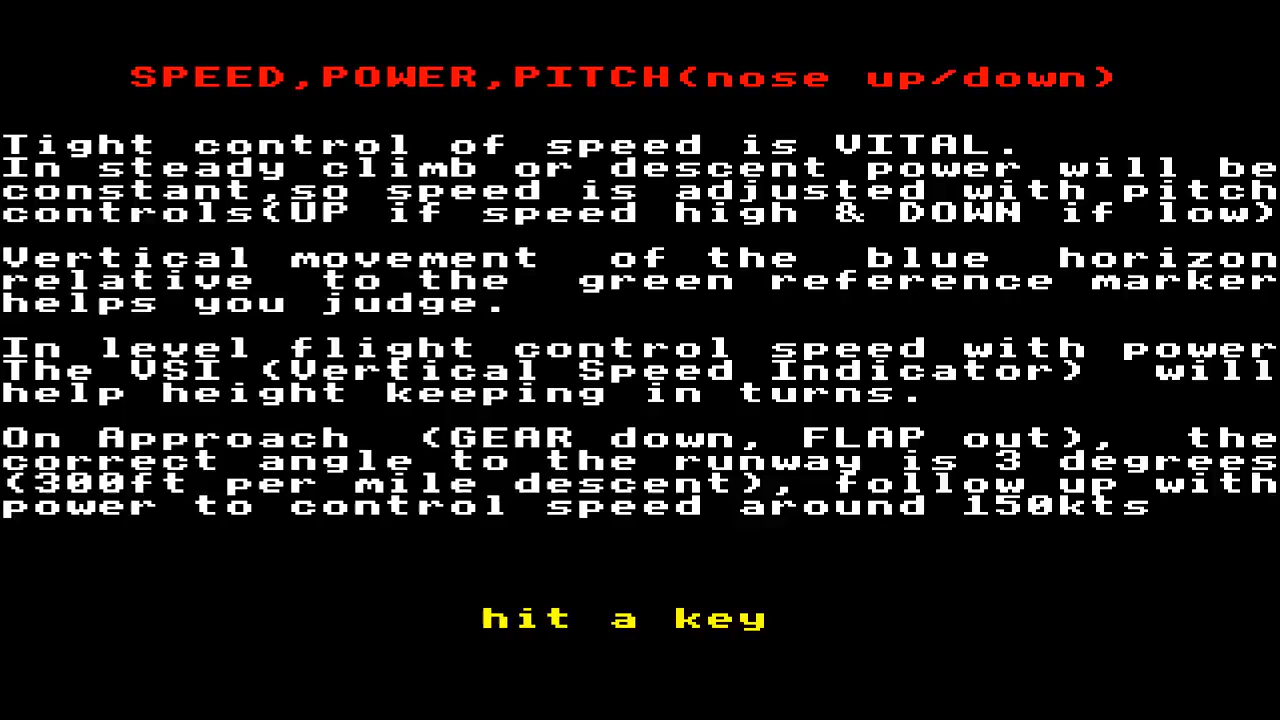 SPEED,POWER,PITCH(nose up/down)
Tight control of speed is VITAL.
In steady climb or descent power will be
constant,so speed is adjusted with pitch
controls(UP if speed high & DOWN if low)
Vertical movement of the blue horizon
relative to the green reference marker
helps you judge.
In level flight control speed with power
The VSI (Vertical Speed Indicator) will
help height keeping in turns.
On Approach (GEAR down, FLAP out), the
correct angle to the runway is 3 degrees
(300ft per mile descent), follow up with
power to control speed around 150kts
hit a key